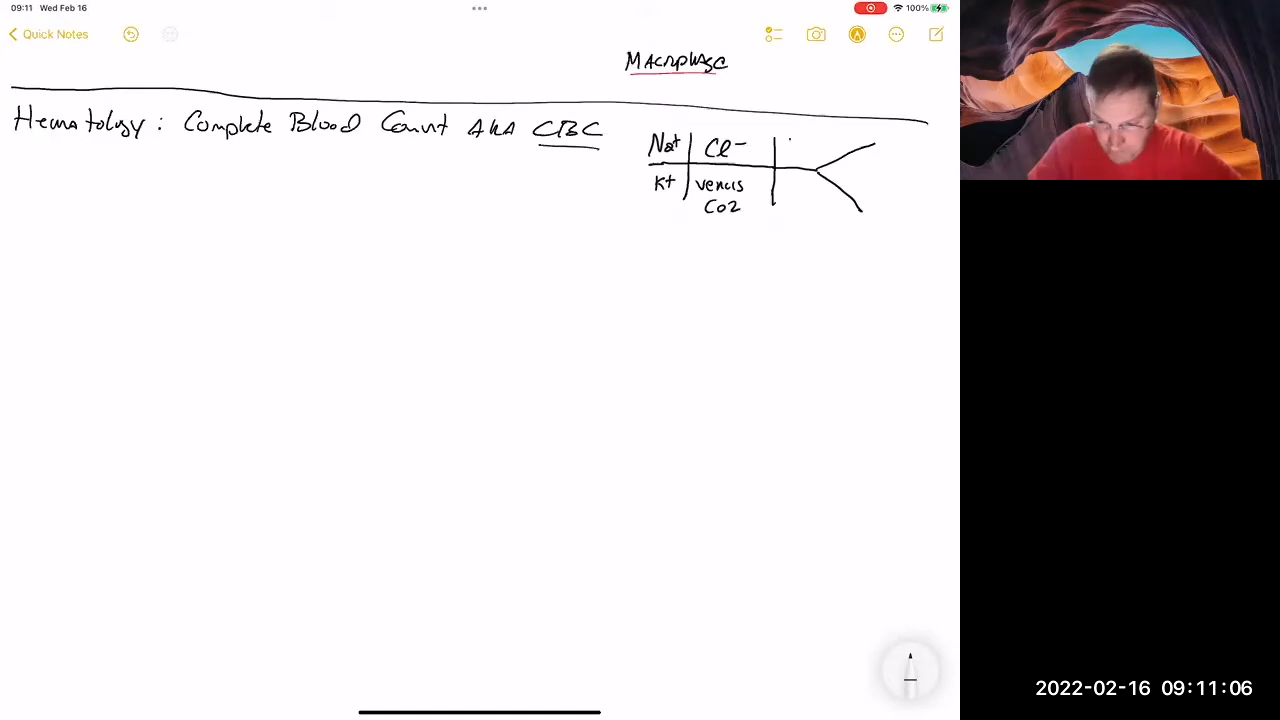 09:11 Wed Feb 16
100%
Quick Notes
Macrophage
Hematology: Complete Blood Count AKA CBC
Na+ Cl-
K+ venus
CO2
2022-02-16 09:11:06